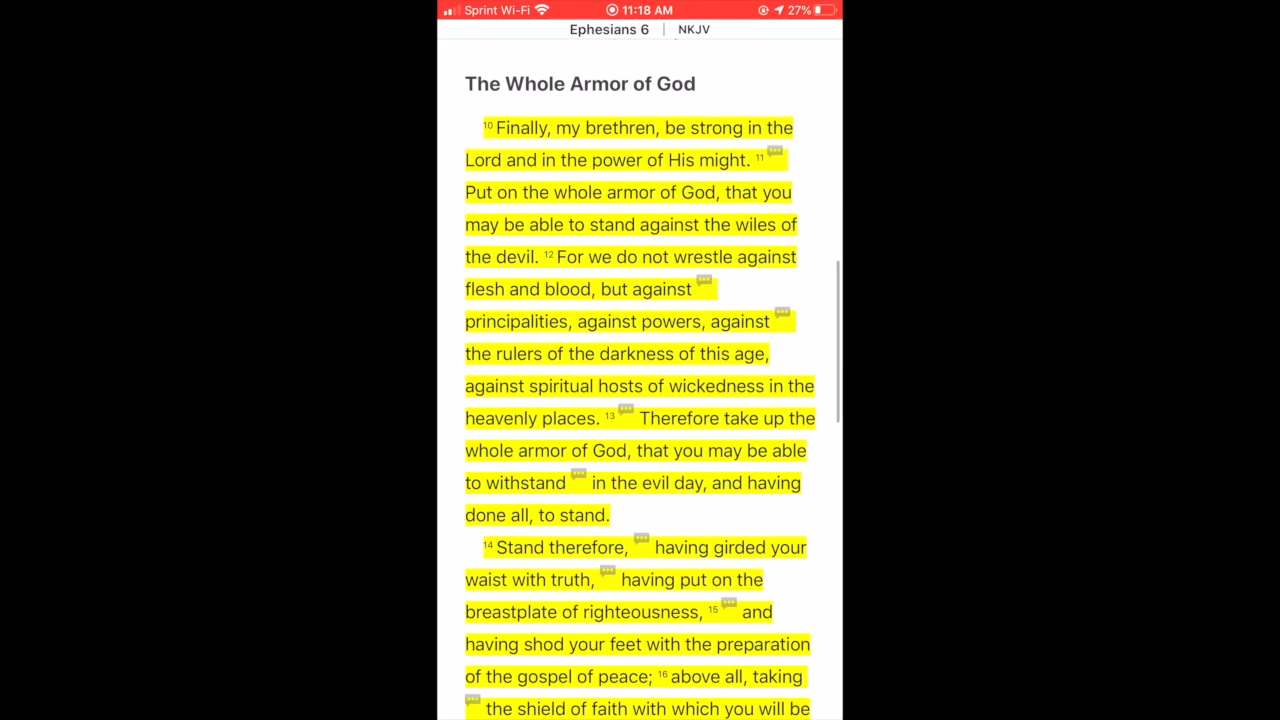 Sprint Wi-Fi 11:18 AM 27%
Ephesians 6 | NKJV
The Whole Armor of God
10 Finally, my brethren, be strong in the
Lord and in the power of His might. 11
Put on the whole armor of God, that you
may be able to stand against the wiles of
the devil. 12 For we do not wrestle against
flesh and blood, but against
principalities, against powers, against
the rulers of the darkness of this age,
against spiritual hosts of wickedness in the
heavenly places. 13 Therefore take up the
whole armor of God, that you may be able
to withstand in the evil day, and having
done all, to stand.
14 Stand therefore, having girded your
waist with truth, having put on the
breastplate of righteousness, 15 and
having shod your feet with the preparation
of the gospel of peace; 16 above all, taking
the shield of faith with which you will be